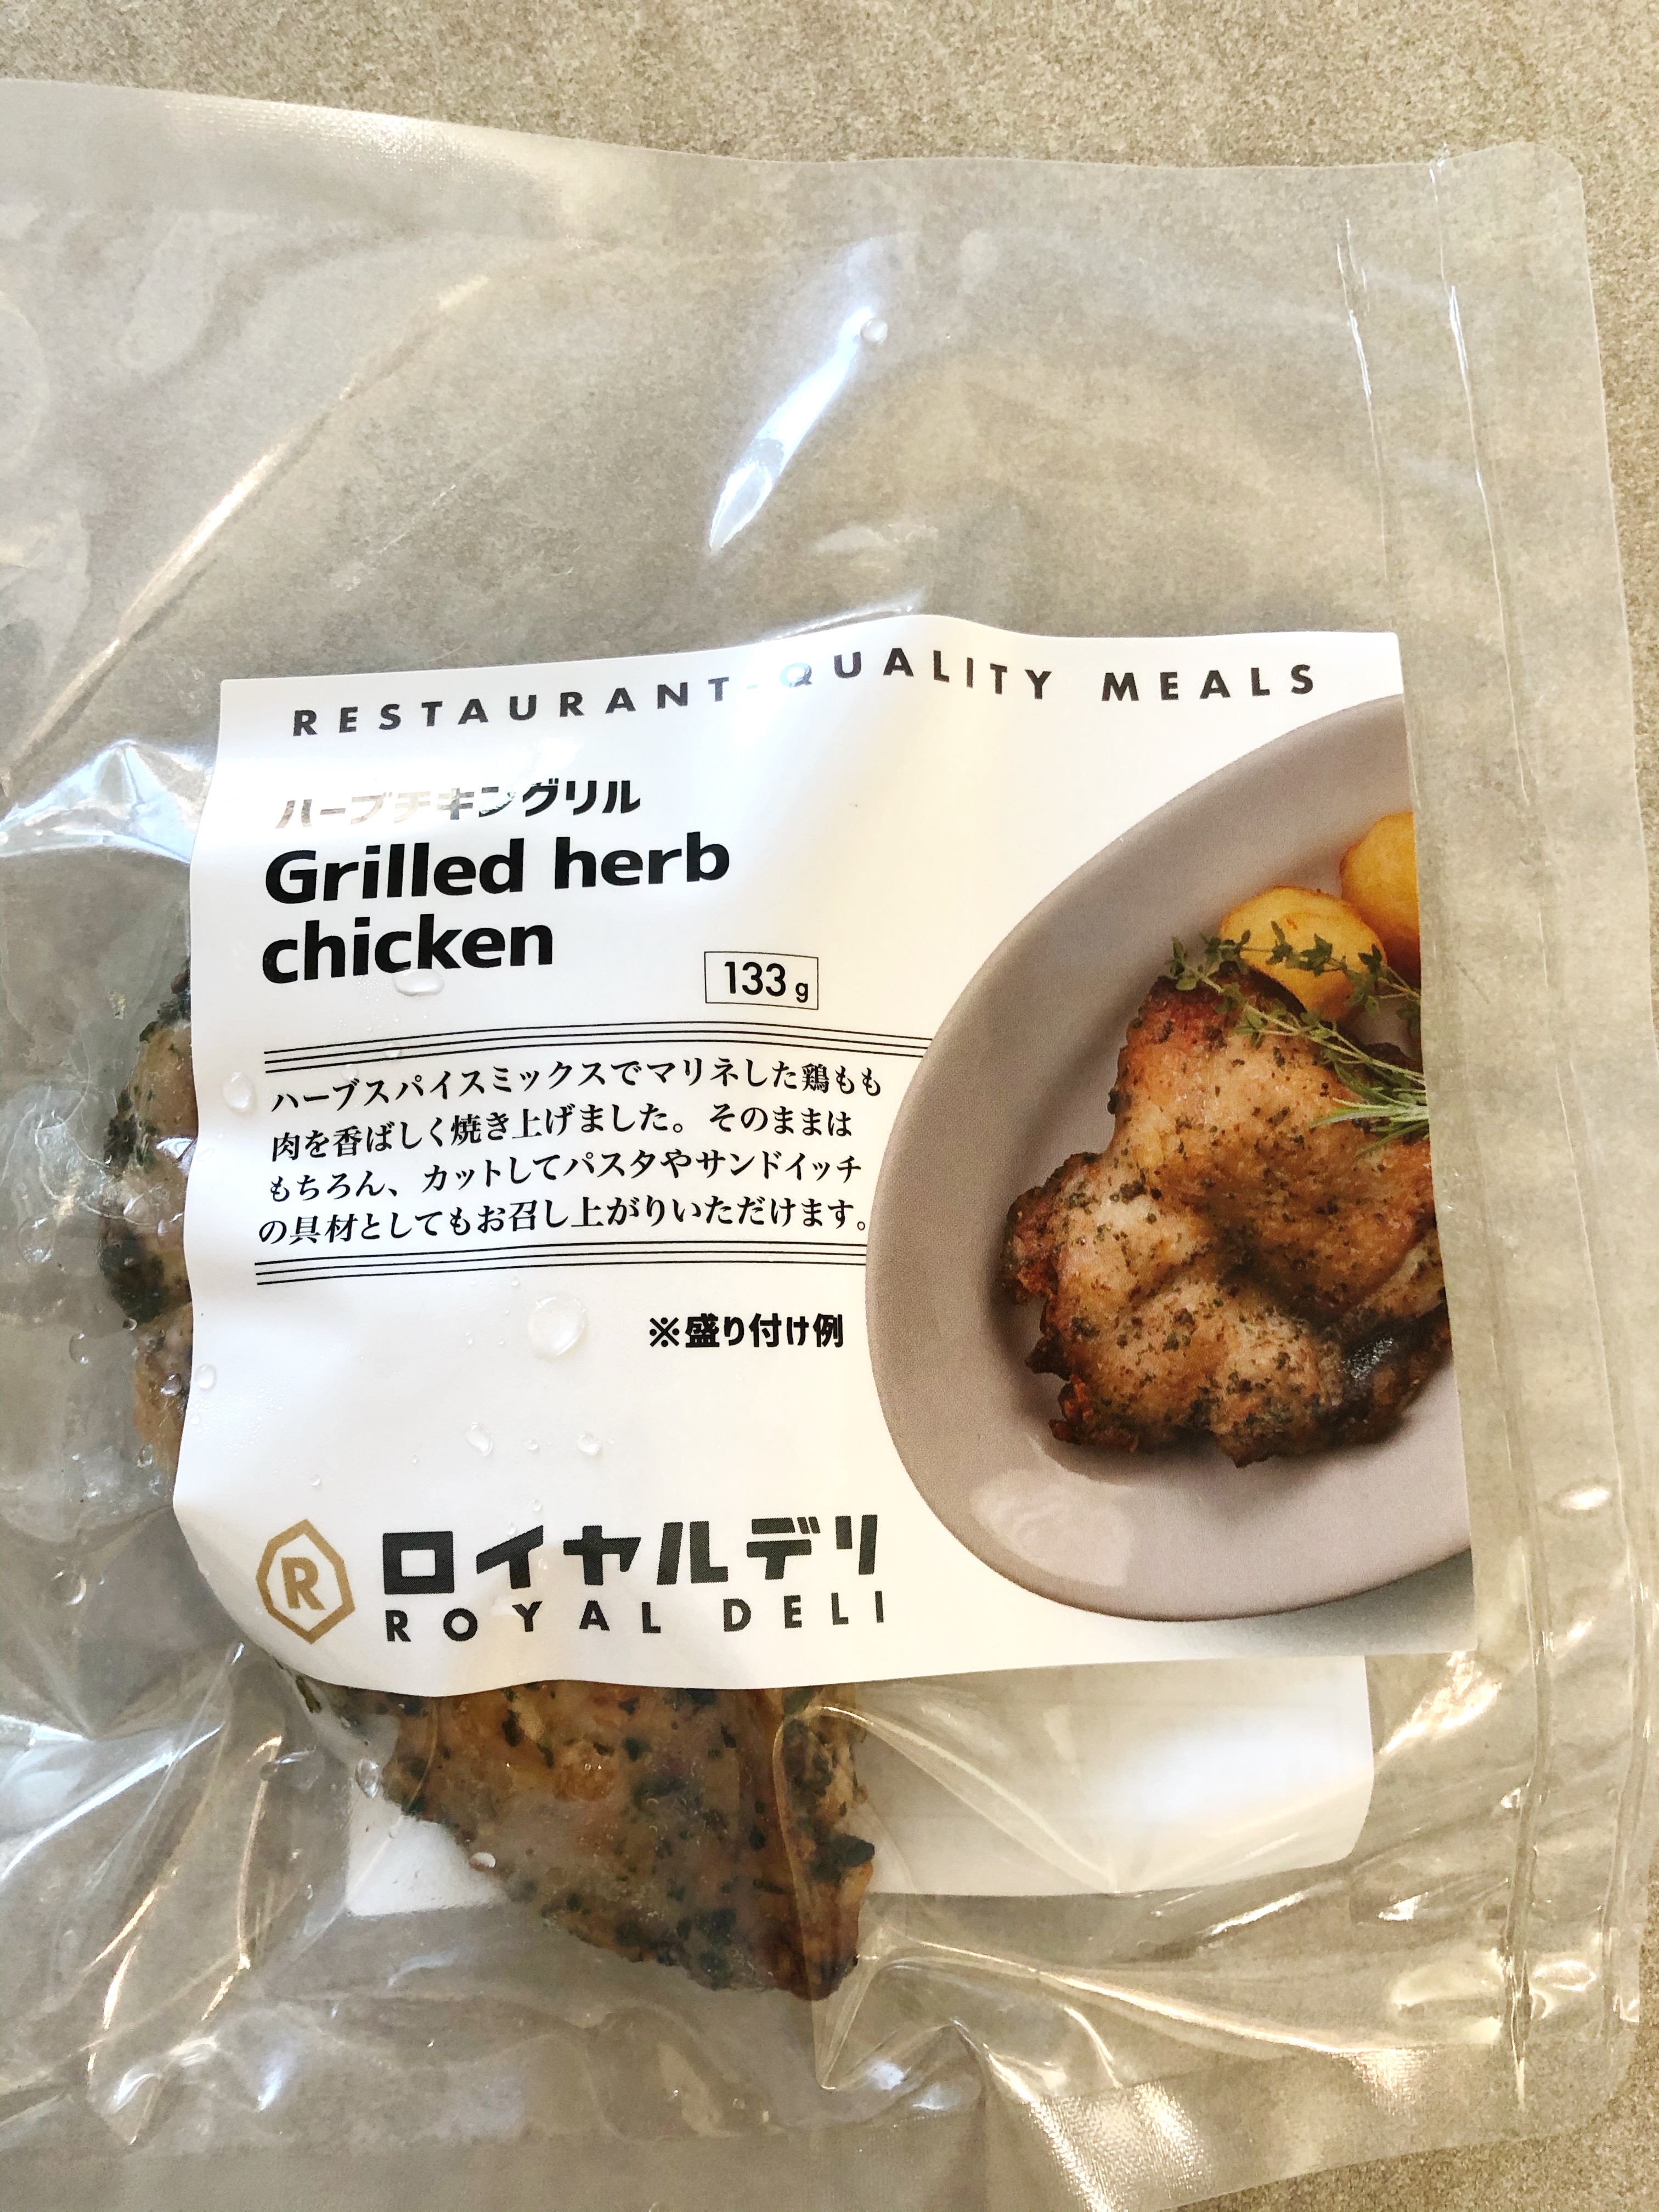 RESTAURANT-QUALITY MEALS
ハーブチキングリル
Grilled herb
chicken
133g
ハーブスパイスミックスでマリネした鶏もも
肉を香ばしく焼き上げました。そのままは
もちろん、カットしてパスタやサンドイッチ
の具材としてもお召し上がりいただけます。
※盛り付け例
R ロイヤルデリ
ROYAL DELI